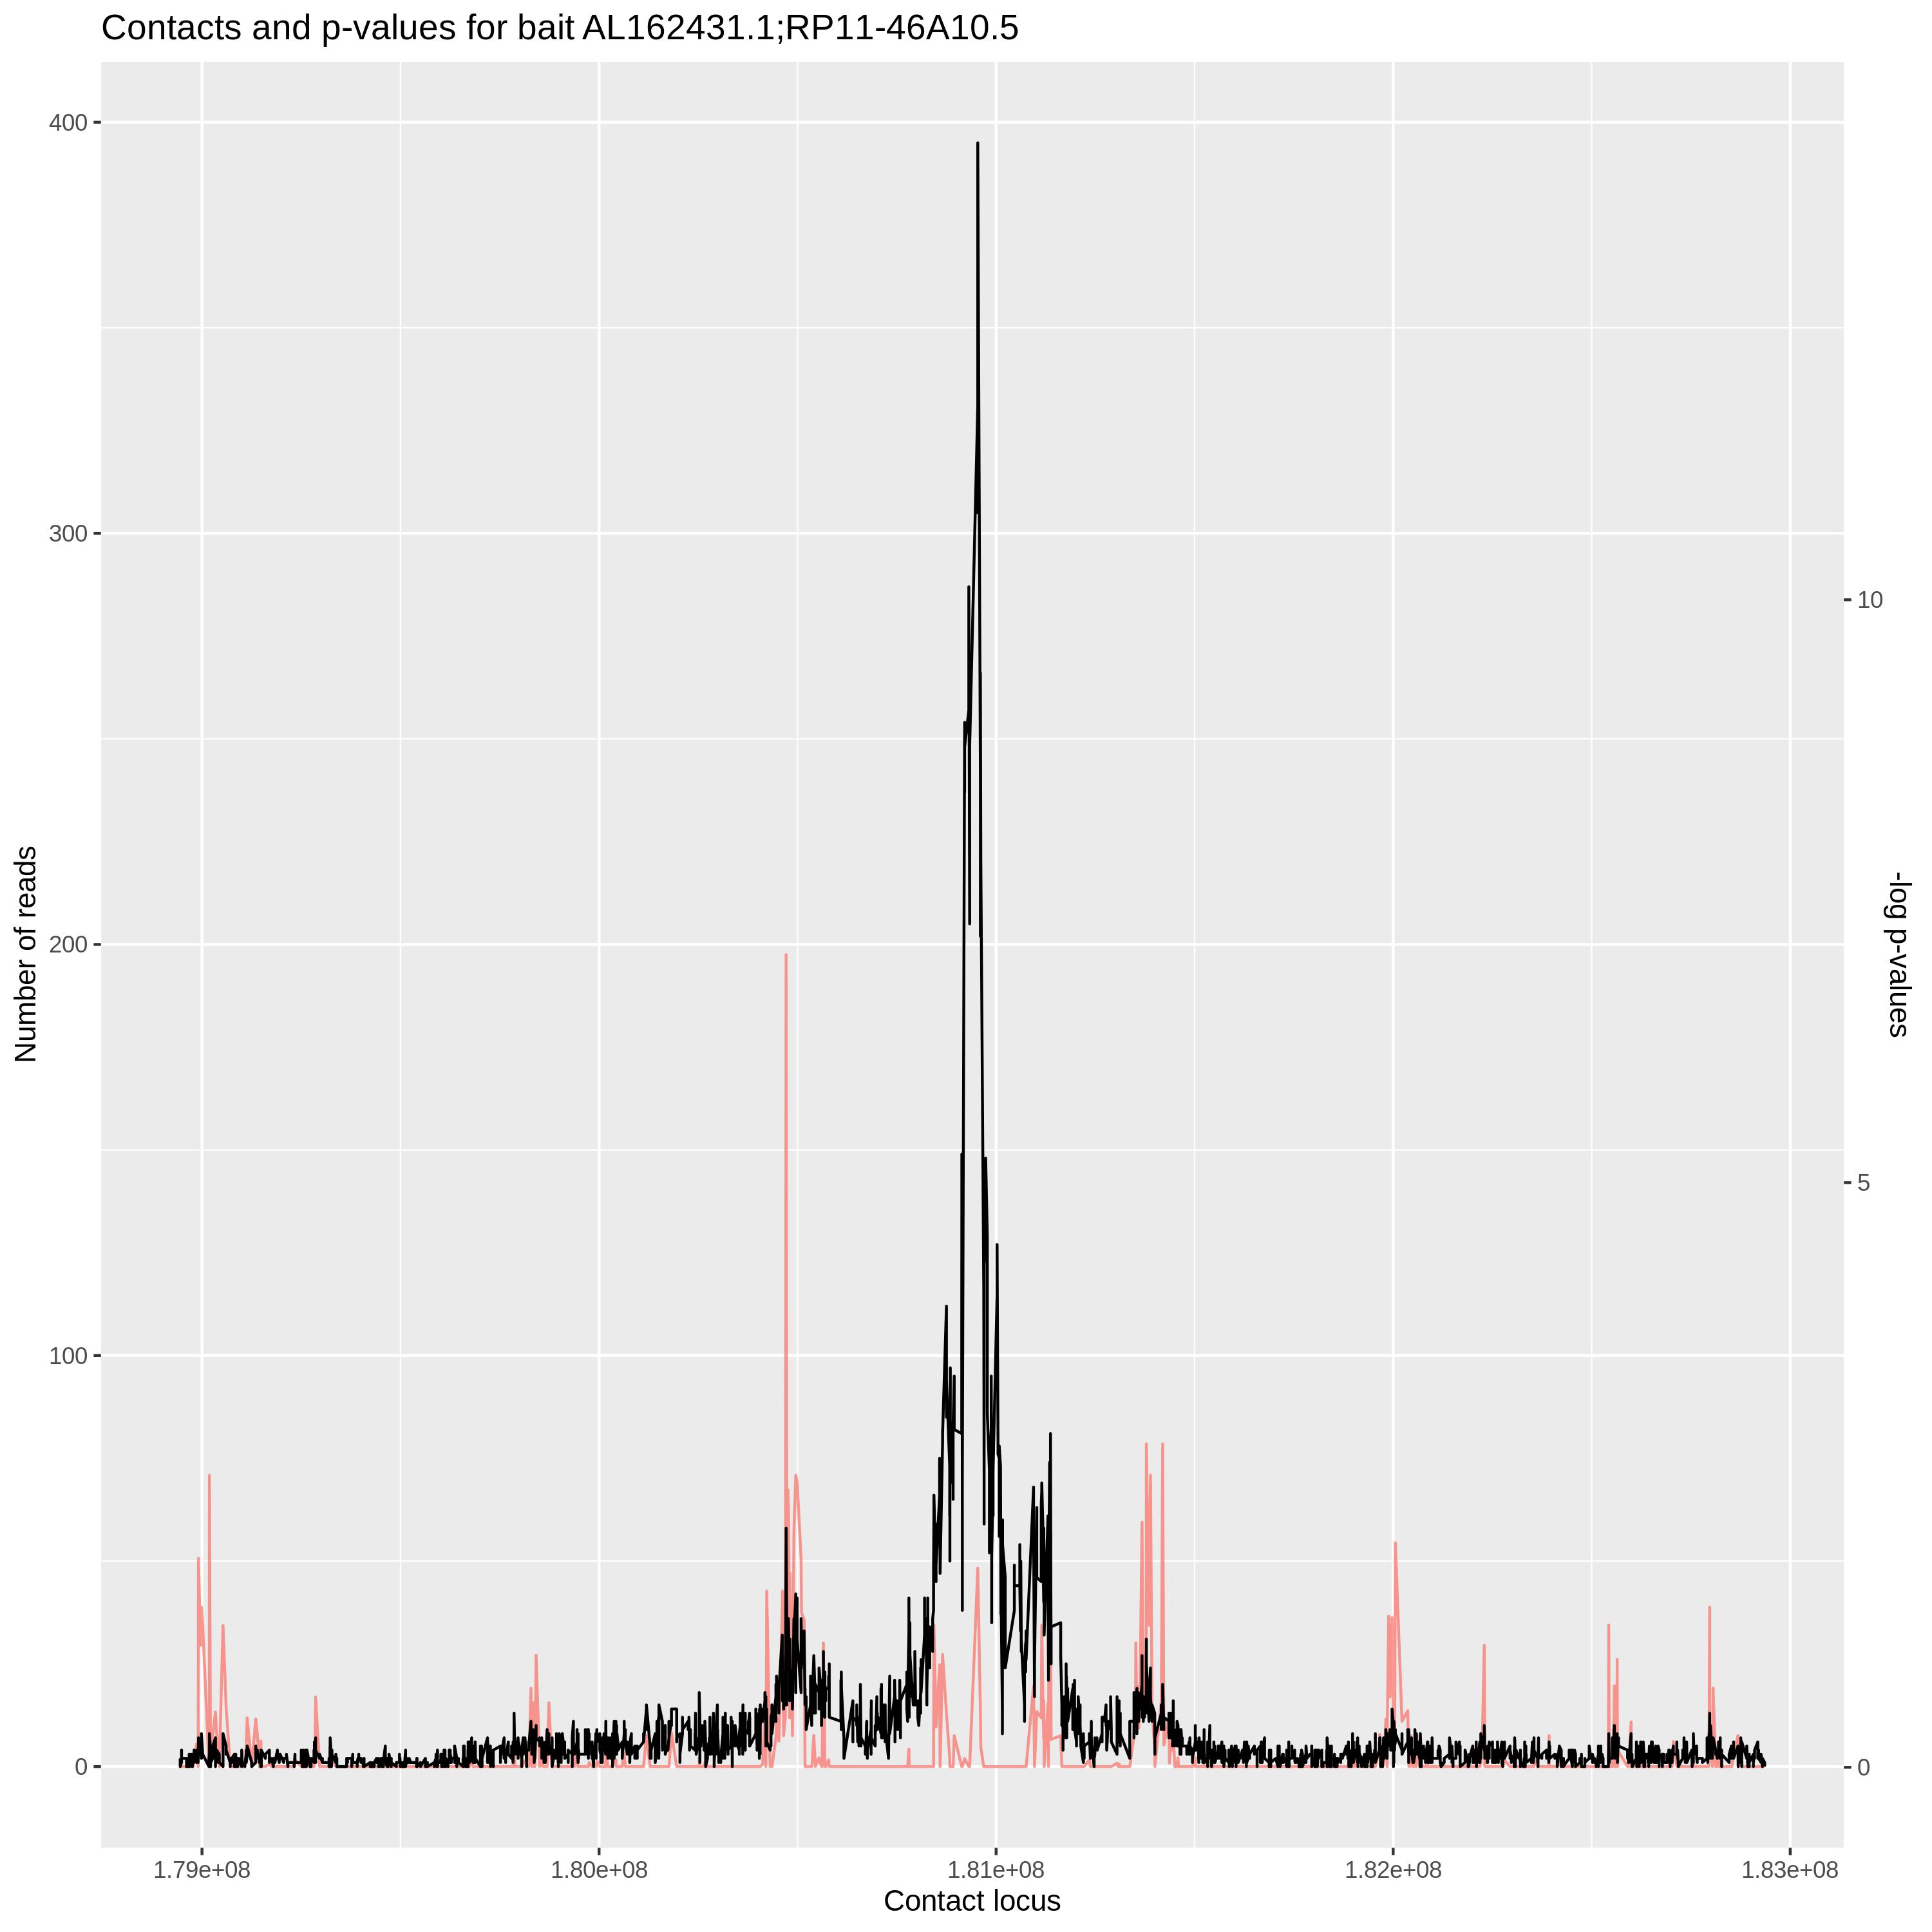 Contacts and p-values for bait AL162431.1;RP11-46A10.5
400
300
200
100
0
Number of reads
10
5
0
-log p-values
1.79e+08
1.80e+08
1.81e+08
1.82e+08
1.83e+08
Contact locus